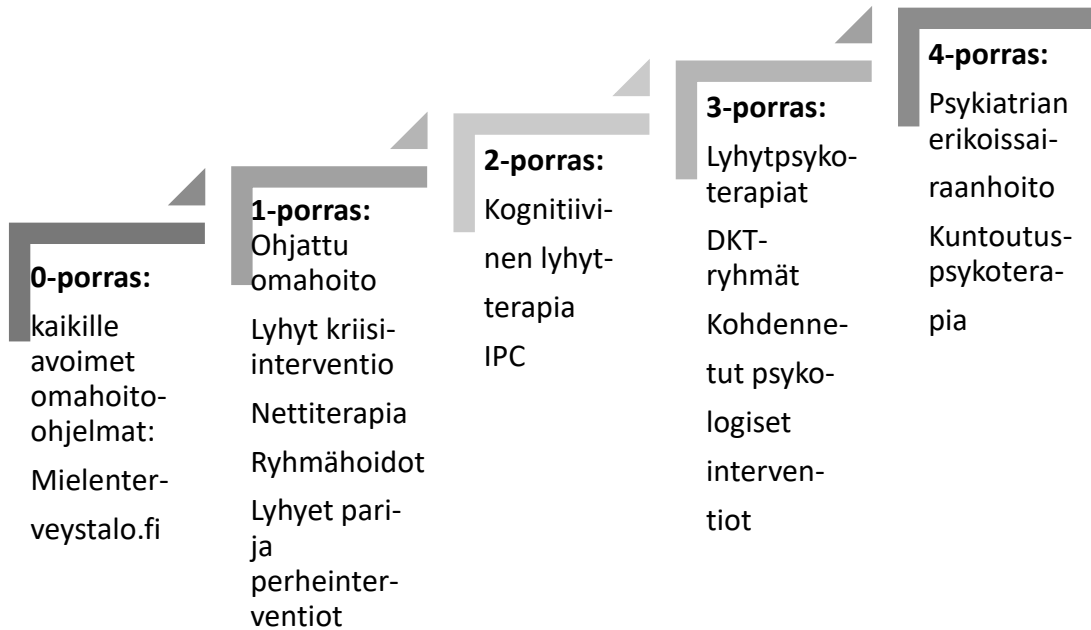 0-porras:
kaikille
avoimet
omahoito-
ohjelmat:
Mielenter-
veystalo.fi
1-porras:
Ohjattu
omahoito
Lyhyt kriisi-
interventio
Nettiterapia
Ryhmähoidot
Lyhyet pari-
ja
perheinter-
ventiot
2-porras:
Kognitiivi-
nen lyhyt-
terapia
IPC
3-porras:
Lyhytpsyko-
terapiat
DKT-
ryhmät
Kohdenne-
tut psyko-
logiset
interven-
tiot
4-porras:
Psykiatrian
erikoissai-
raanhoito
Kuntoutus-
psykotera-
pia